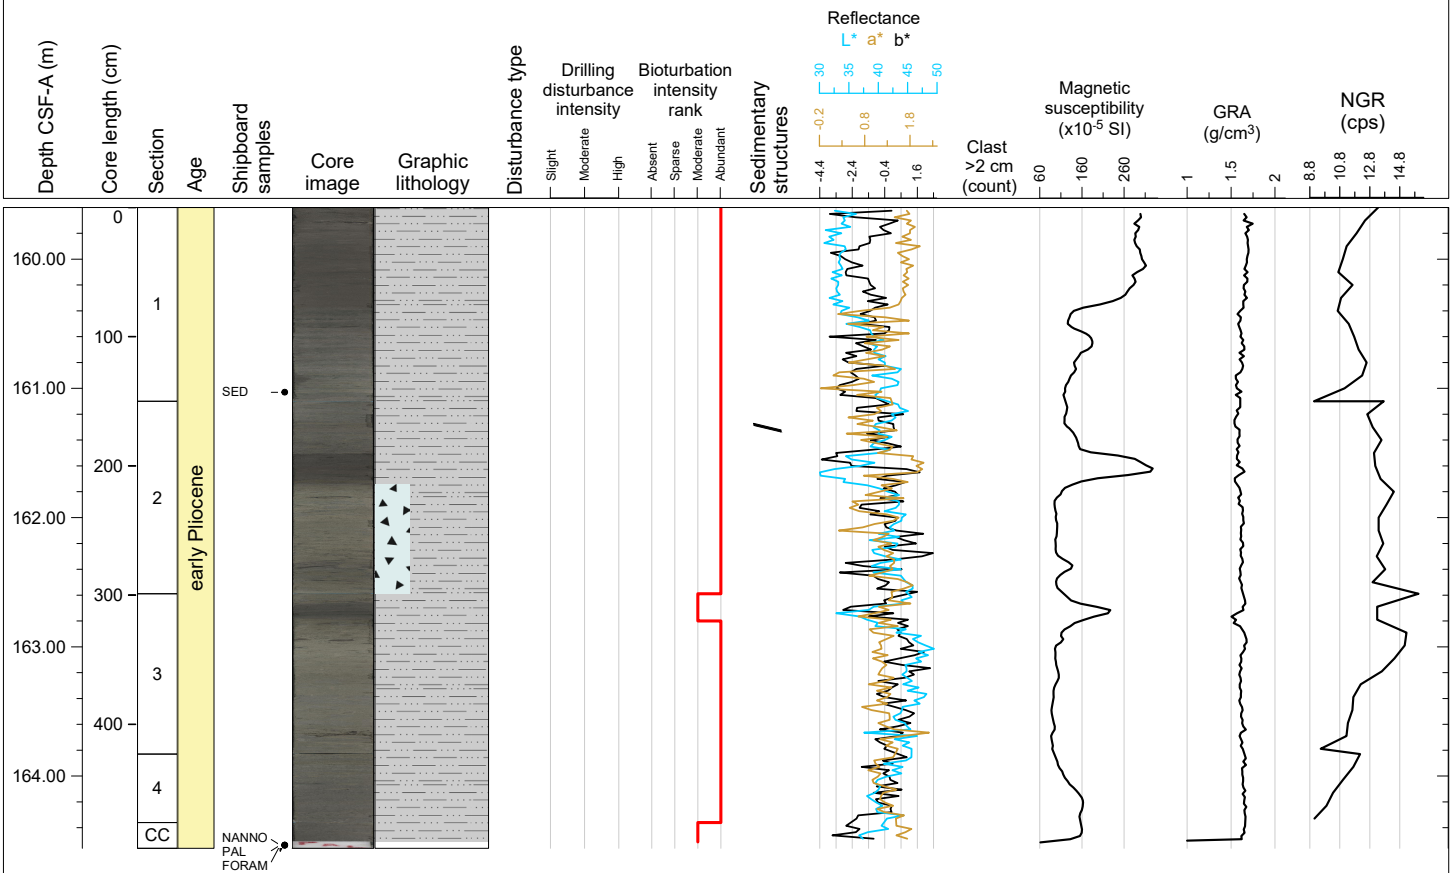 Depth CSF-A (m)
Core length (cm)
Section
Age
Shipboard
samples
Core
image
Graphic
lithology
Disturbance type
Drilling
disturbance
intensity
Slight
Moderate
High
Bioturbation
intensity
rank
Absent
Sparse
Moderate
Abundant
Sedimentary
structures
Reflectance
L* a* b*
30 35 40 45 50
-0.2 0.8 1.8
-4.4 -2.4 -0.4 1.6
Clast
>2 cm
(count)
Magnetic
susceptibility
(x10-5 SI)
60 160 260
GRA
(g/cm3)
1 1.5 2
NGR
(cps)
8.8 10.8 12.8 14.8
160.00
161.00
162.00
163.00
164.00
0
100
200
300
400
1
2
3
4
CC
early Pliocene
SED
NANNO
PAL
FORAM